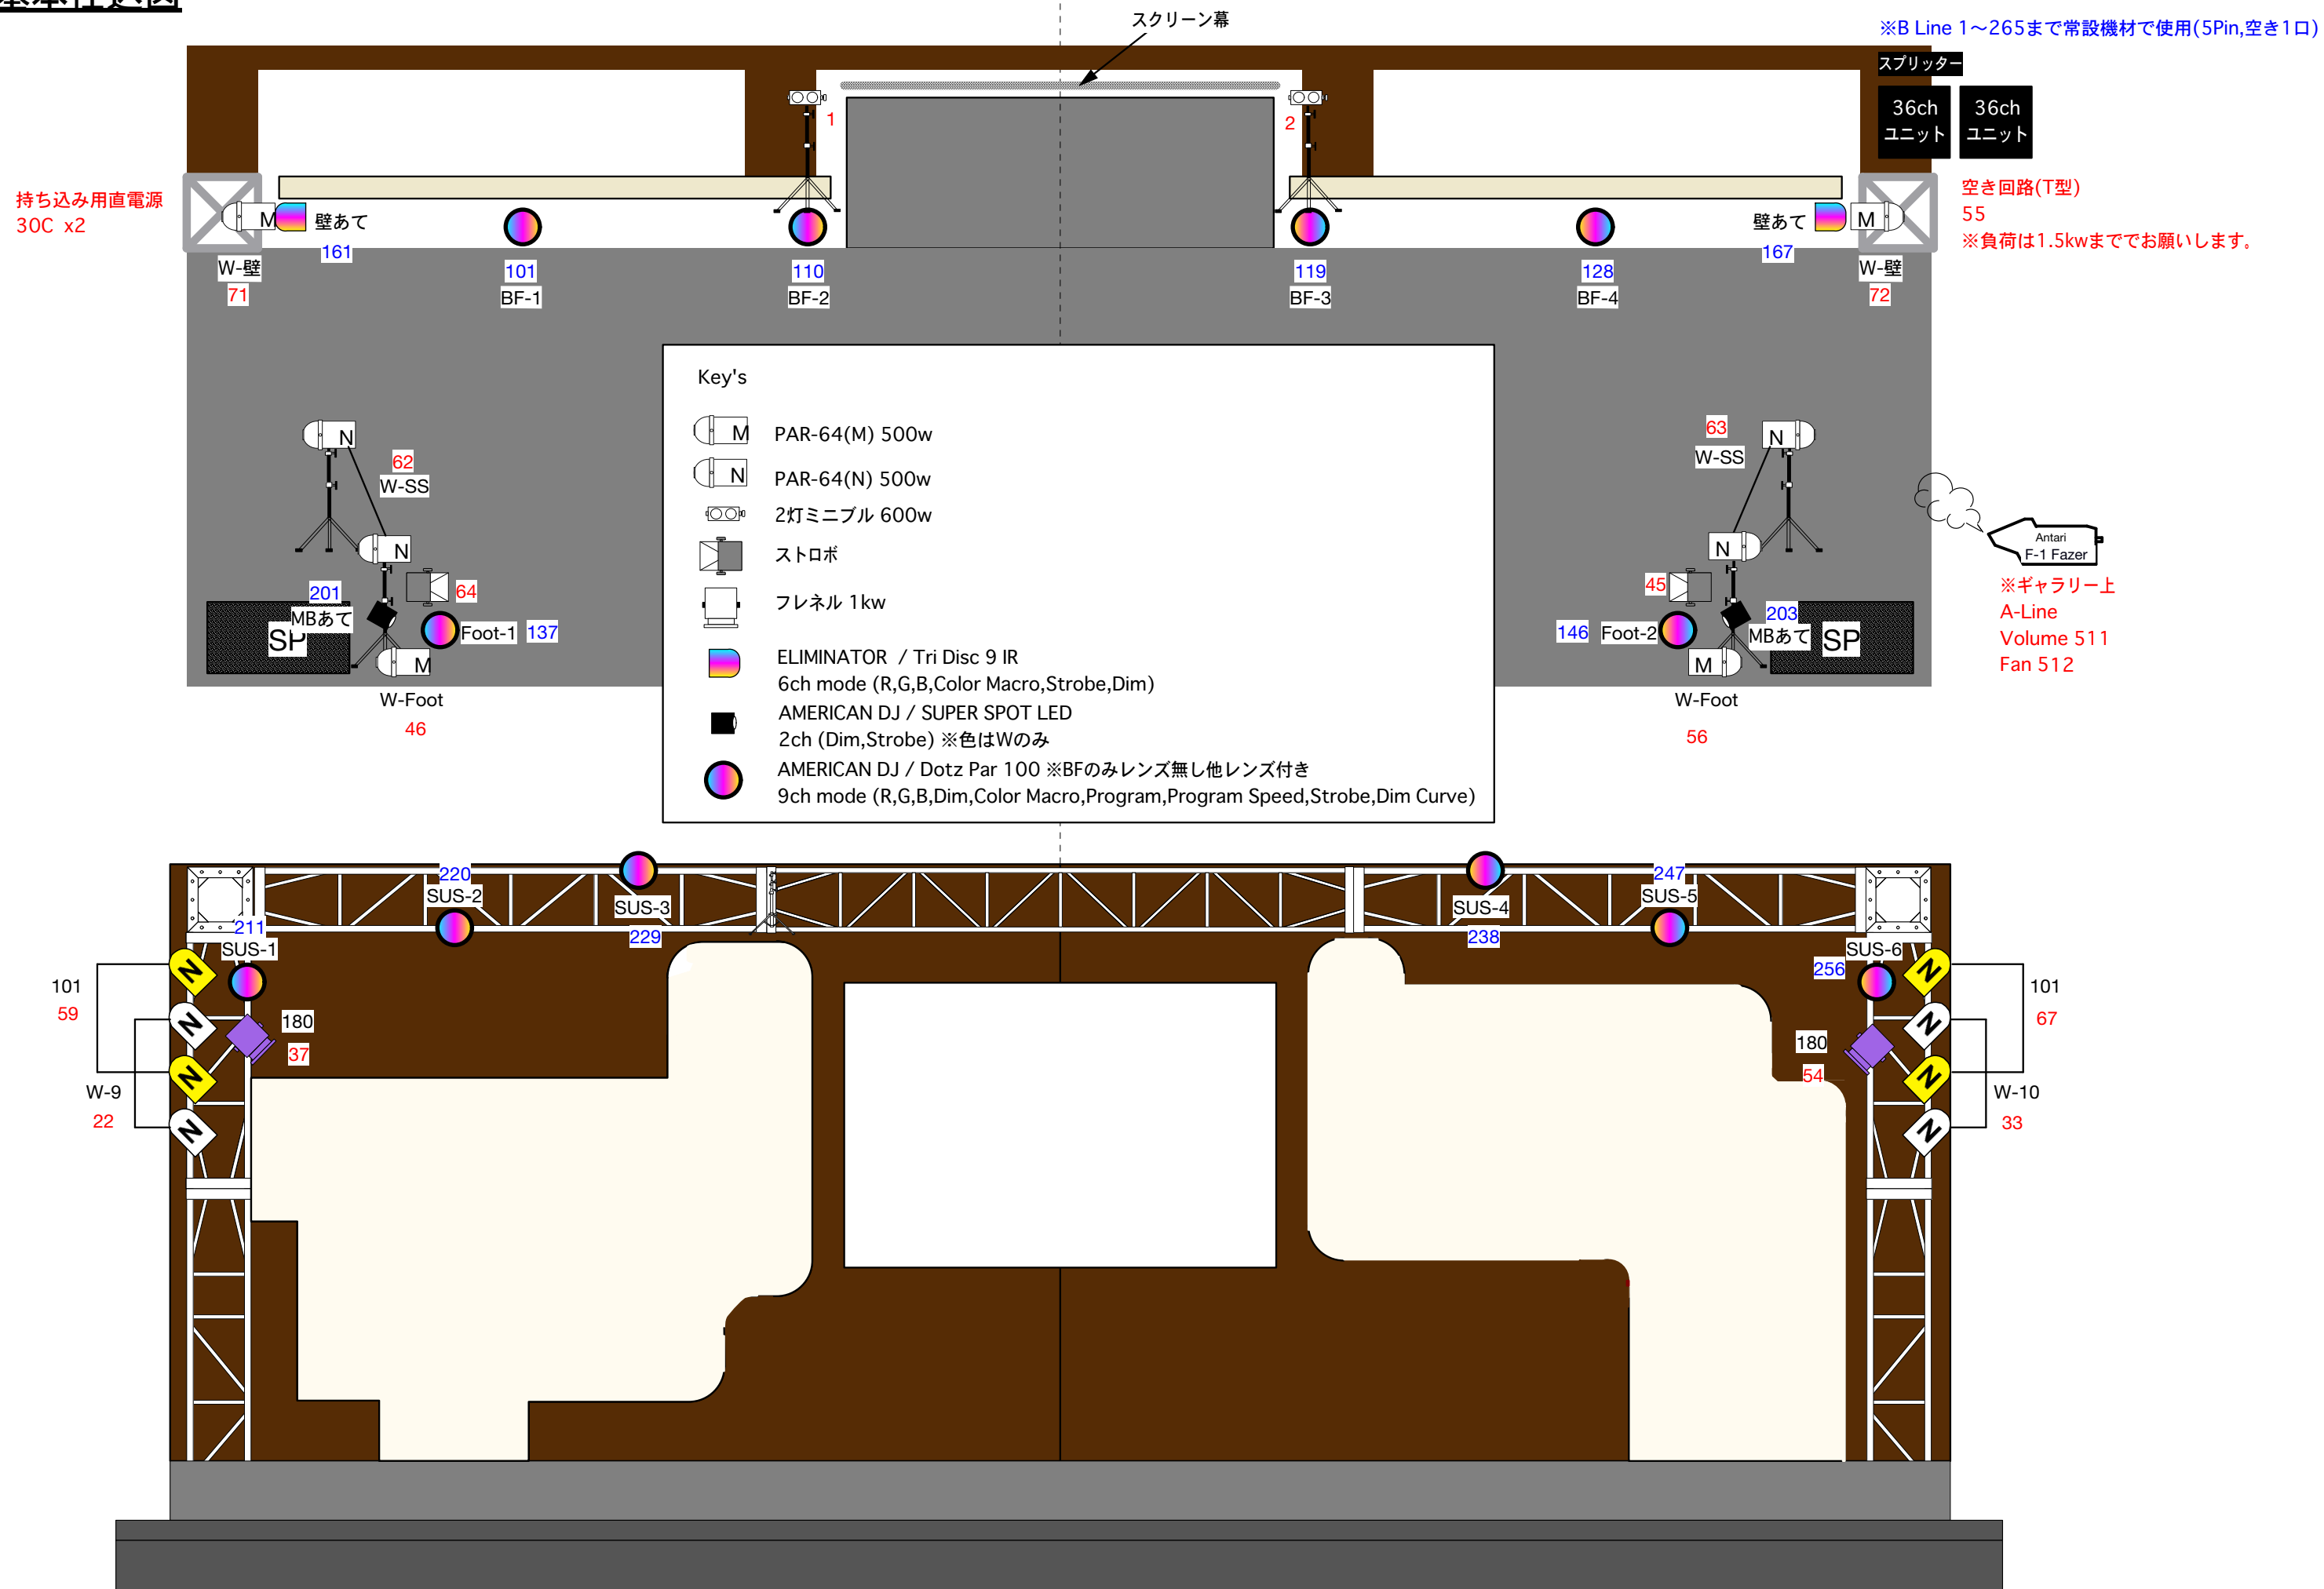 基本仕込図
スクリーン幕
※B Line 1〜265まで常設機材で使用(5Pin,空き1口)
スプリッター
36ch
ユニット
36ch
ユニット
1
2
持ち込み用直電源
30C x2
M
壁あて
161
W-壁
71
101
BF-1
110
BF-2
119
BF-3
128
BF-4
壁あて
167
M
W-壁
72
空き回路(T型)
55
※負荷は1.5kwまででお願いします。
N
62
W-SS
N
201
MBあて
SP
64
Foot-1
137
M
W-Foot
46
Key's
M
PAR-64(M) 500w
N
PAR-64(N) 500w
2灯ミニブル 600w
ストロボ
フレネル 1kw
ELIMINATOR / Tri Disc 9 IR
6ch mode (R,G,B,Color Macro,Strobe,Dim)
AMERICAN DJ / SUPER SPOT LED
2ch (Dim,Strobe) ※色はWのみ
AMERICAN DJ / Dotz Par 100 ※BFのみレンズ無し他レンズ付き
9ch mode (R,G,B,Dim,Color Macro,Program,Program Speed,Strobe,Dim Curve)
63
W-SS
N
N
45
146
Foot-2
203
MBあて
SP
M
W-Foot
56
Antari
F-1 Fazer
※ギャラリー上
A-Line
Volume 511
Fan 512
220
SUS-2
SUS-3
229
SUS-4
238
247
SUS-5
211
SUS-1
SUS-6
256
N
N
N
N
101
59
W-9
22
180
37
180
54
N
N
N
N
101
67
W-10
33